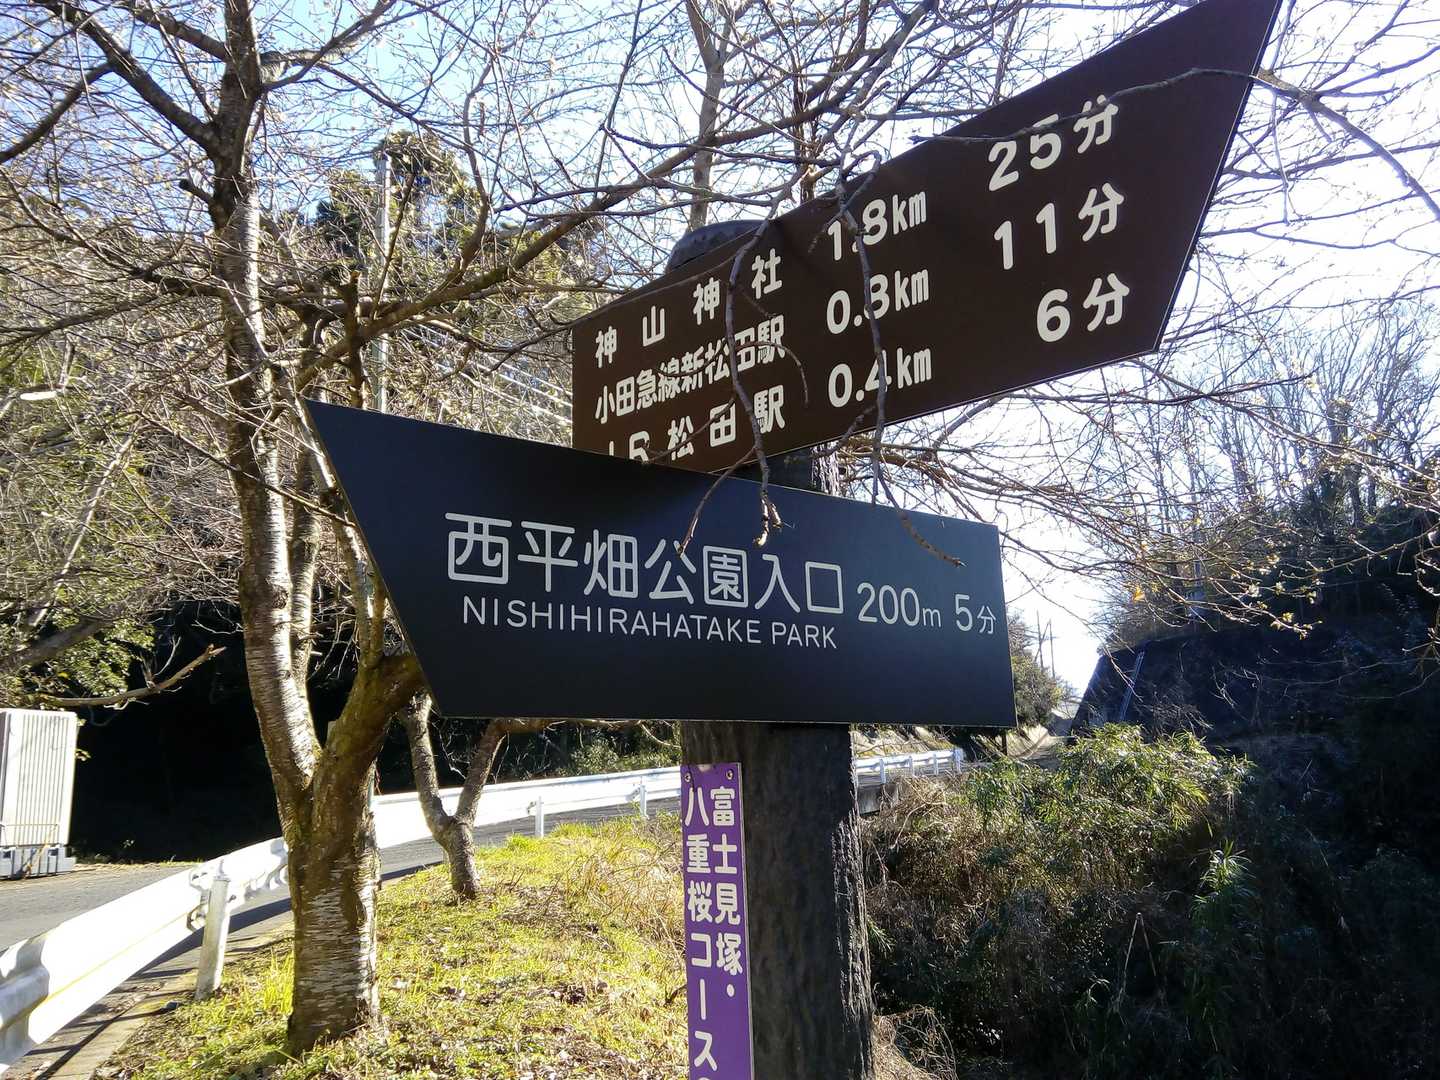 神山神社 1.8km 25分
小田急線新松田駅 0.8km 11分
松田駅 0.4km 6分
西平畑公園入口 200m 5分
NISHIHIRAHATAKE PARK
富士見塚・
八重桜コース